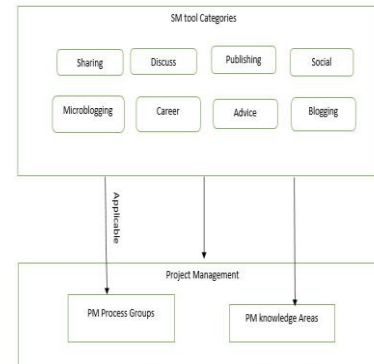 SM tool Categories
Sharing
Discuss
Publishing
Social
Microblogging
Career
Advice
Blogging
Applicable
Project Management
PM Process Groups
PM knowledge Areas